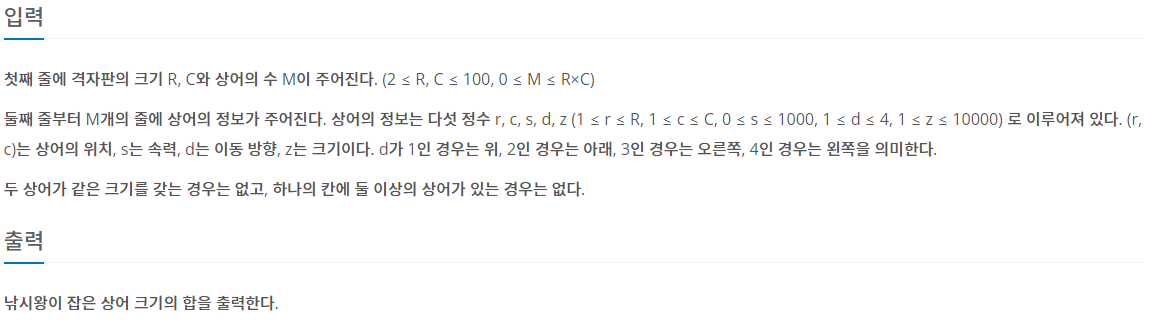 입력
첫째 줄에 격자판의 크기 R, C와 상어의 수 M이 주어진다. (2 ≤ R, C ≤ 100, 0 ≤ M ≤ R×C)
둘째 줄부터 M개의 줄에 상어의 정보가 주어진다. 상어의 정보는 다섯 정수 r, c, s, d, z (1 ≤ r ≤ R, 1 ≤ c ≤ C, 0 ≤ s ≤ 1000, 1 ≤ d ≤ 4, 1 ≤ z ≤ 10000) 로 이루어져 있다. (r,
c)는 상어의 위치, s는 속력, d는 이동 방향, z는 크기이다. d가 1인 경우는 위, 2인 경우는 아래, 3인 경우는 오른쪽, 4인 경우는 왼쪽을 의미한다.
두 상어가 같은 크기를 갖는 경우는 없고, 하나의 칸에 둘 이상의 상어가 있는 경우는 없다.
출력
낚시왕이 잡은 상어 크기의 합을 출력한다.